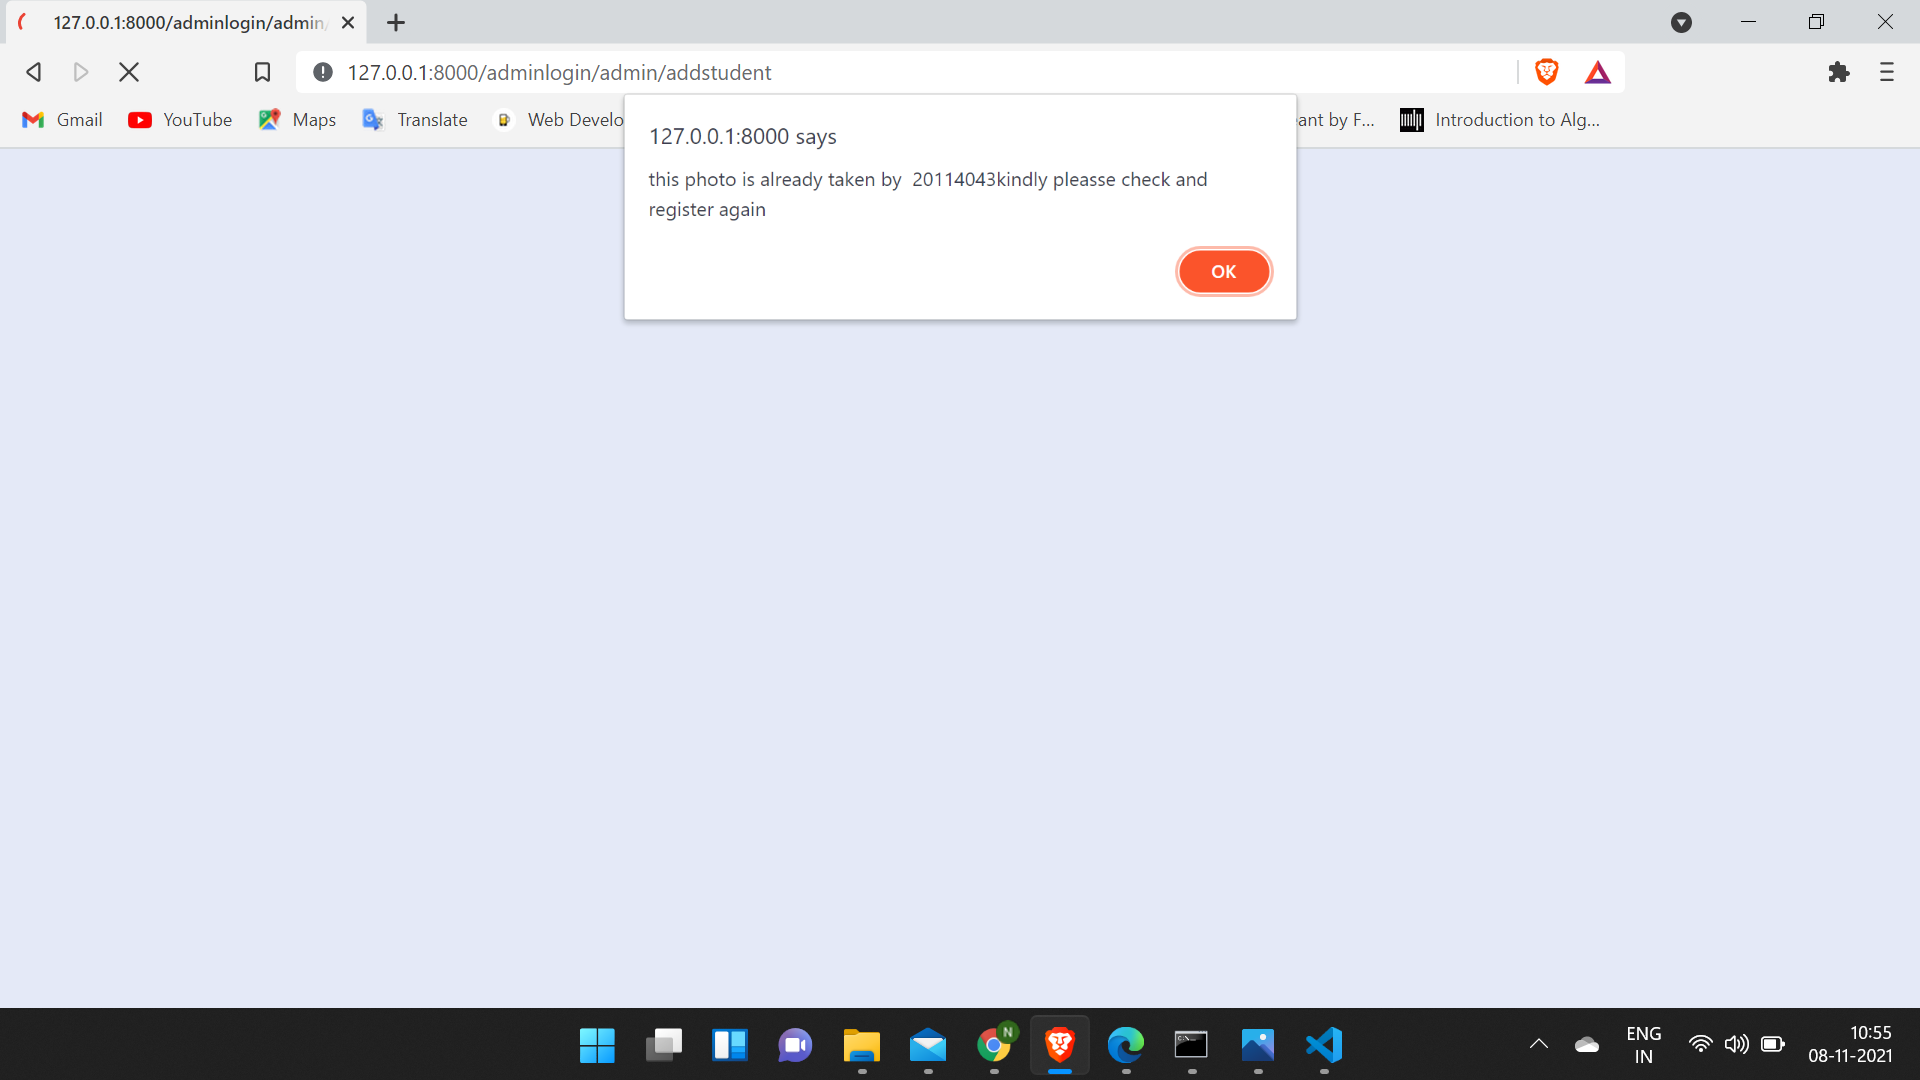 127.0.0.1:8000/adminlogin/admin/
127.0.0.1:8000/adminlogin/admin/addstudent
Gmail YouTube Maps Translate Web Develo ant by F... Introduction to Alg...
127.0.0.1:8000 says
this photo is already taken by  20114043kindly pleasse check and
register again
OK
N
ENG
IN
10:55
08-11-2021